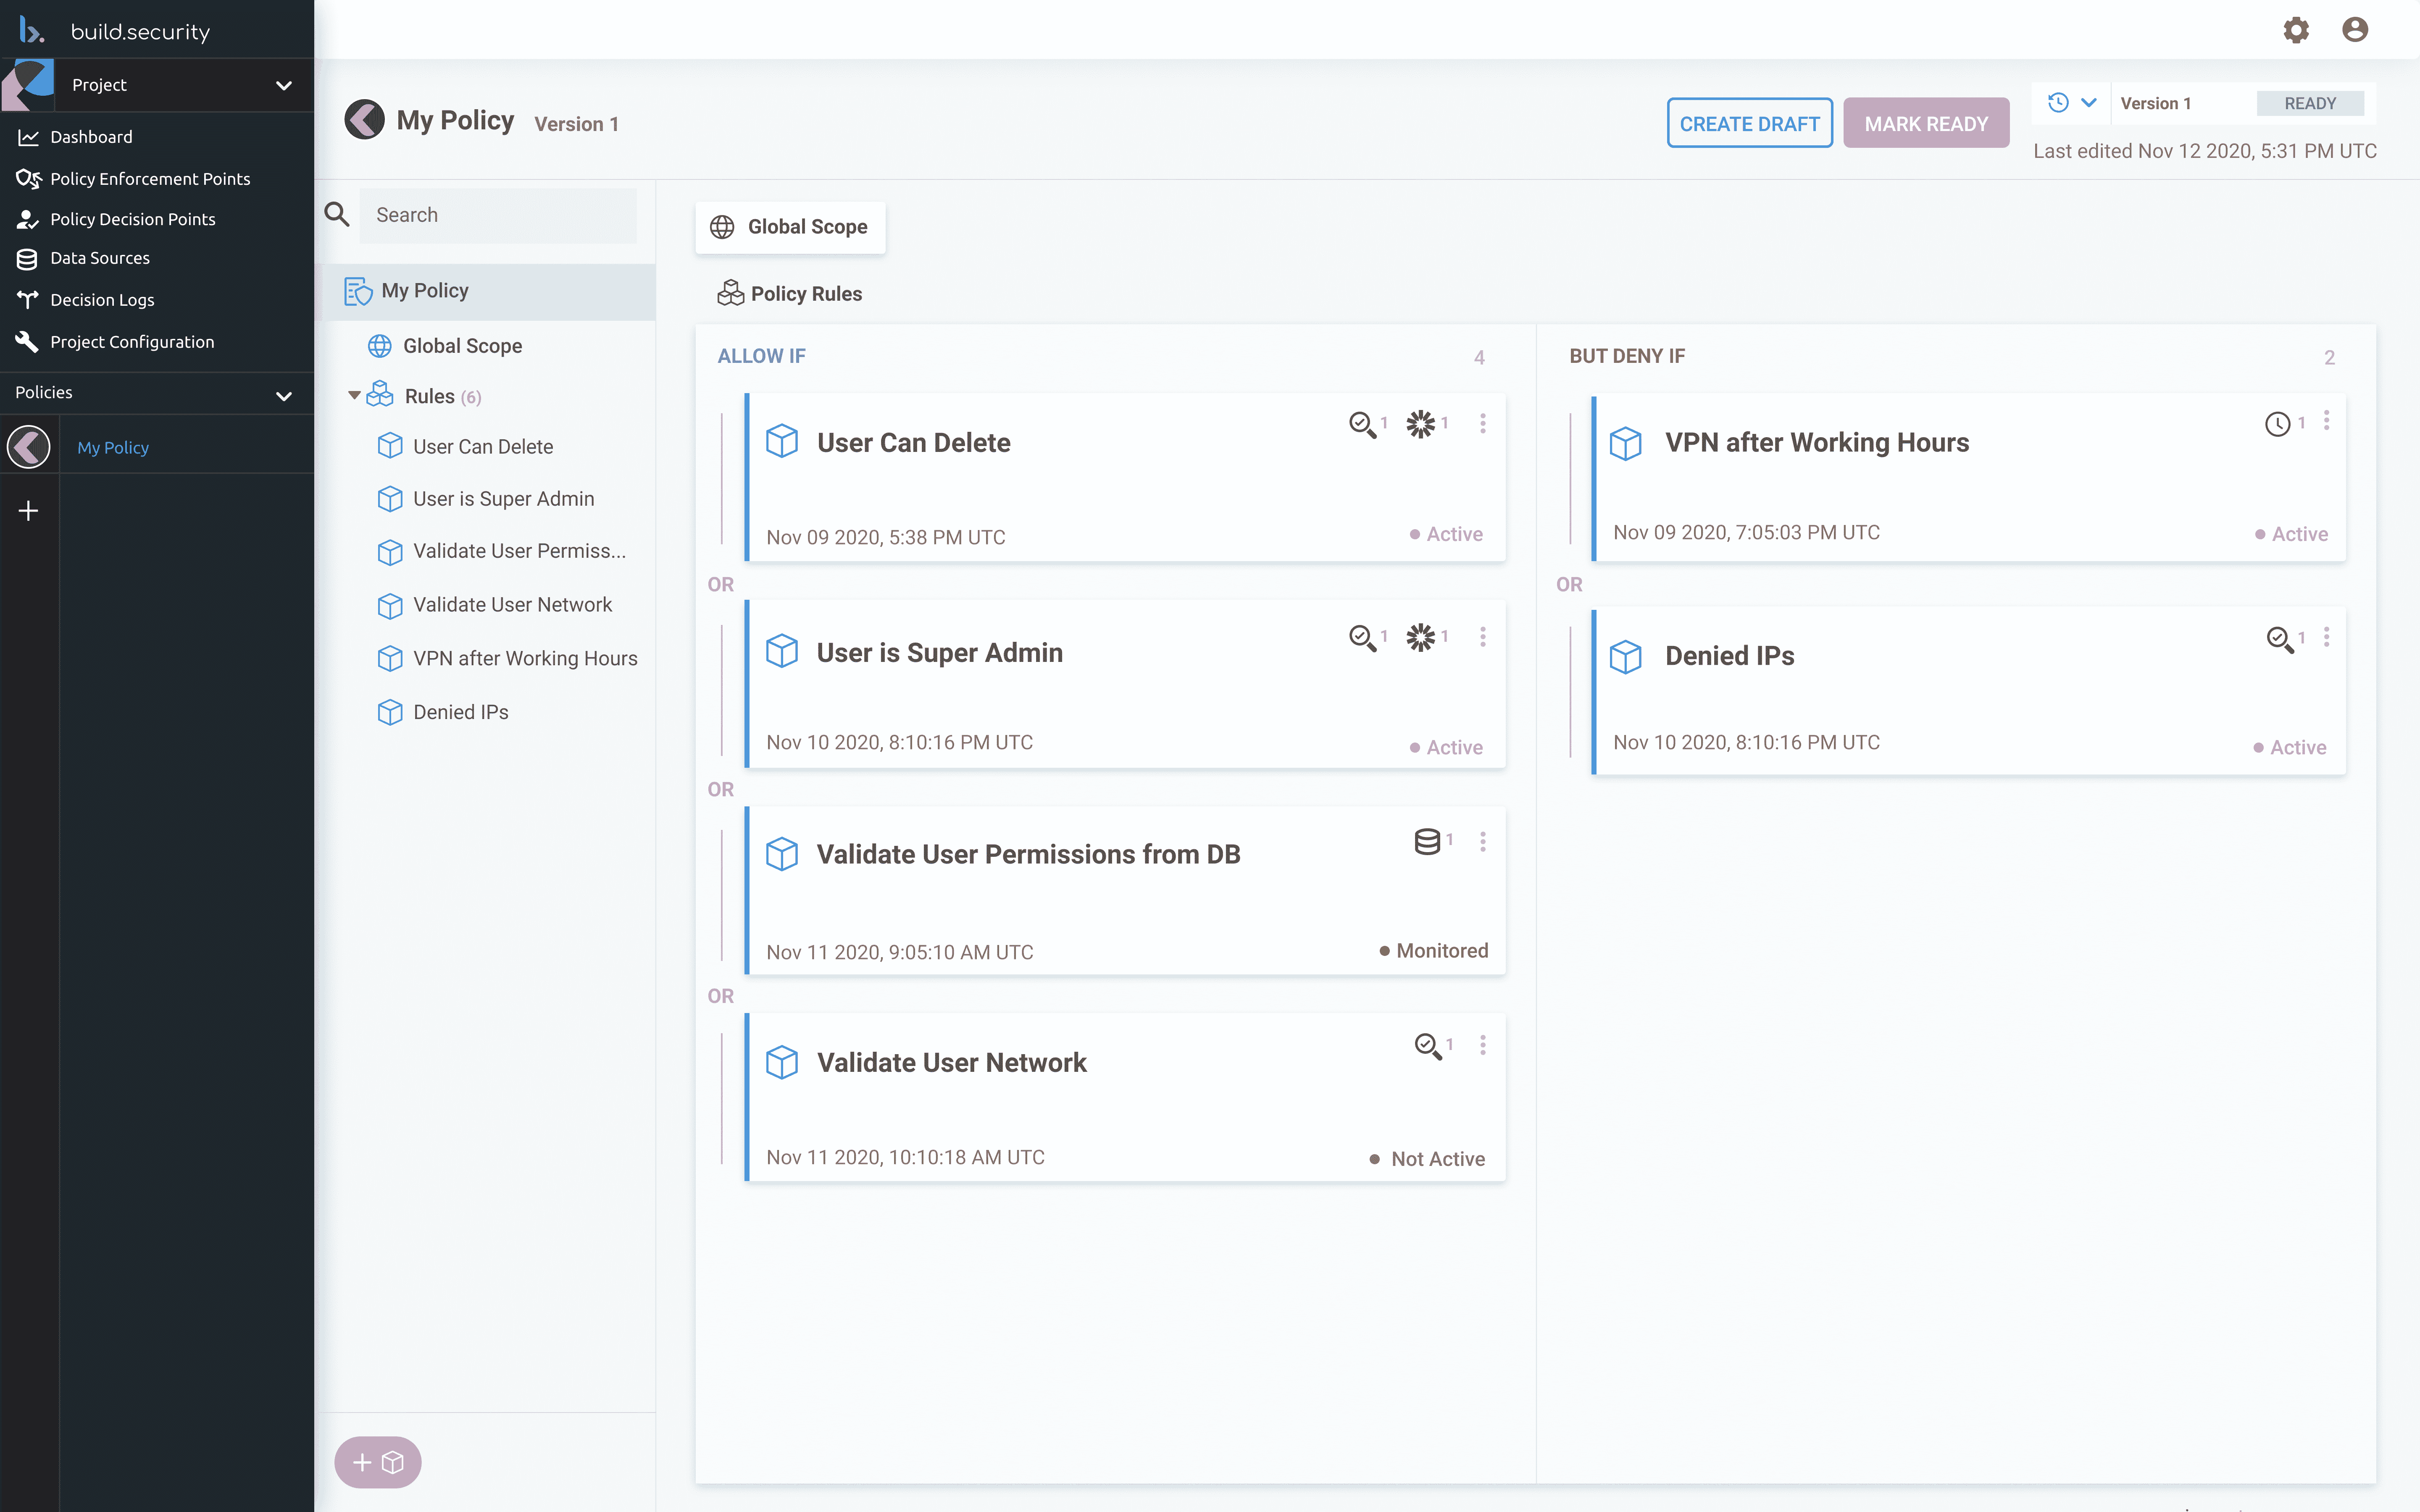 build.security
Project
Dashboard
Policy Enforcement Points
Policy Decision Points
Data Sources
Decision Logs
Project Configuration
Policies
My Policy
My Policy Version 1
CREATE DRAFT
MARK READY
Version 1
READY
Last edited Nov 12 2020, 5:31 PM UTC
Search
My Policy
Global Scope
Rules (6)
User Can Delete
User is Super Admin
Validate User Permiss...
Validate User Network
VPN after Working Hours
Denied IPs
Global Scope
Policy Rules
ALLOW IF 4
User Can Delete 1 1
Nov 09 2020, 5:38 PM UTC Active
OR
User is Super Admin 1 1
Nov 10 2020, 8:10:16 PM UTC Active
OR
Validate User Permissions from DB 1
Nov 11 2020, 9:05:10 AM UTC Monitored
OR
Validate User Network 1
Nov 11 2020, 10:10:18 AM UTC Not Active
BUT DENY IF 2
VPN after Working Hours 1
Nov 09 2020, 7:05:03 PM UTC Active
OR
Denied IPs 1
Nov 10 2020, 8:10:16 PM UTC Active